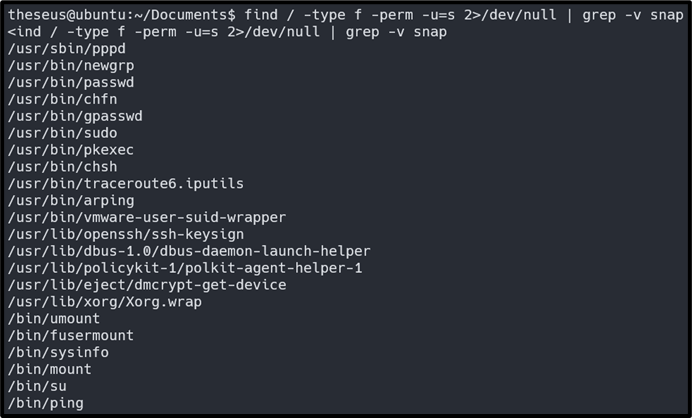 theseus@ubuntu:~/Documents$ find / -type f -perm -u=s 2>/dev/null | grep -v snap
<ind / -type f -perm -u=s 2>/dev/null | grep -v snap
/usr/sbin/pppd
/usr/bin/newgrp
/usr/bin/passwd
/usr/bin/chfn
/usr/bin/gpasswd
/usr/bin/sudo
/usr/bin/pkexec
/usr/bin/chsh
/usr/bin/traceroute6.iputils
/usr/bin/arping
/usr/bin/vmware-user-suid-wrapper
/usr/lib/openssh/ssh-keysign
/usr/lib/dbus-1.0/dbus-daemon-launch-helper
/usr/lib/policykit-1/polkit-agent-helper-1
/usr/lib/eject/dmcrypt-get-device
/usr/lib/xorg/Xorg.wrap
/bin/umount
/bin/fusermount
/bin/sysinfo
/bin/mount
/bin/su
/bin/ping